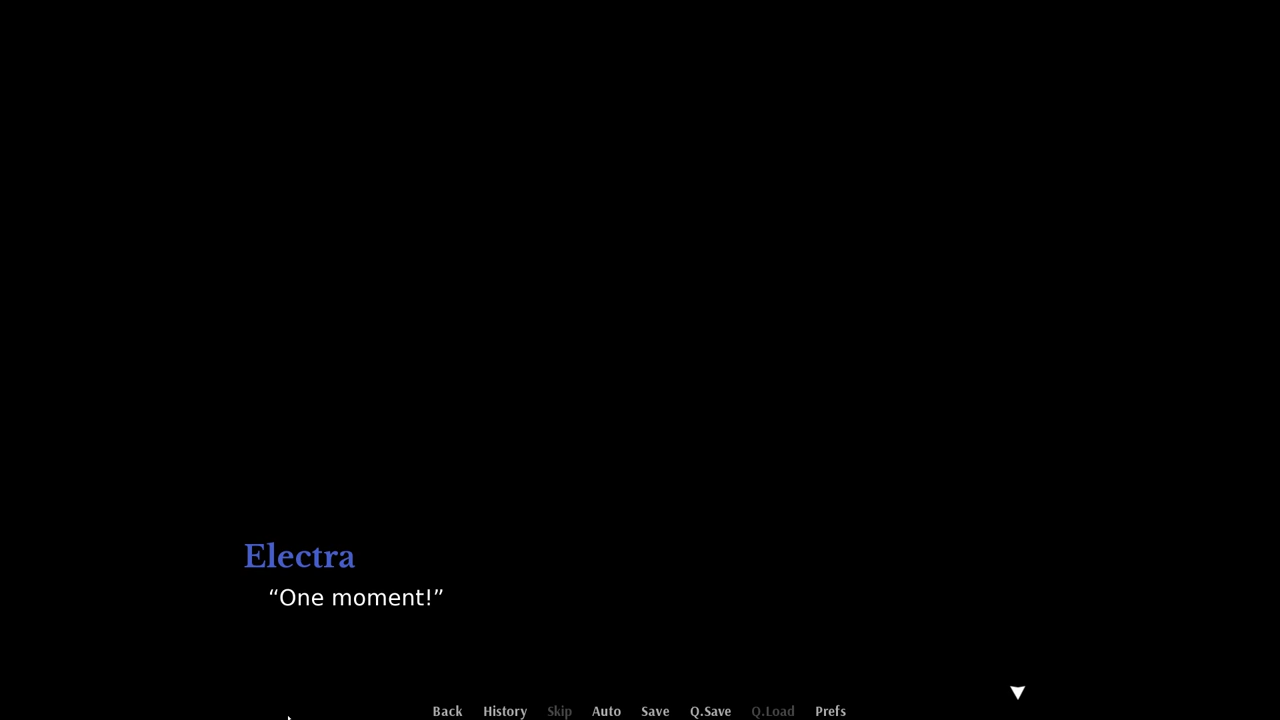 Electra
“One moment!”
Back History Skip Auto Save Q.Save Q.Load Prefs